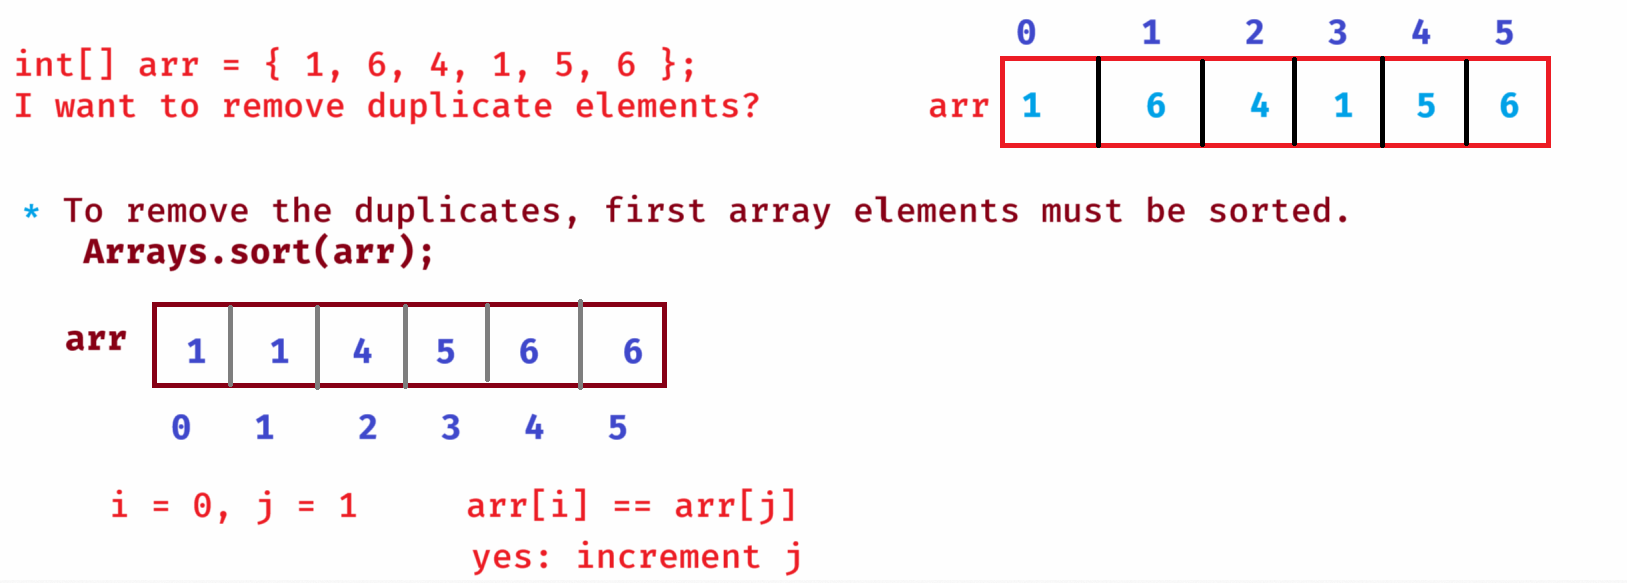 0 1 2 3 4 5
int[] arr = { 1, 6, 4, 1, 5, 6 };
I want to remove duplicate elements?
arr 1 6 4 1 5 6
* To remove the duplicates, first array elements must be sorted.
Arrays.sort(arr);
arr 1 1 4 5 6 6
0 1 2 3 4 5
i = 0, j = 1 arr[i] == arr[j]
yes: increment j